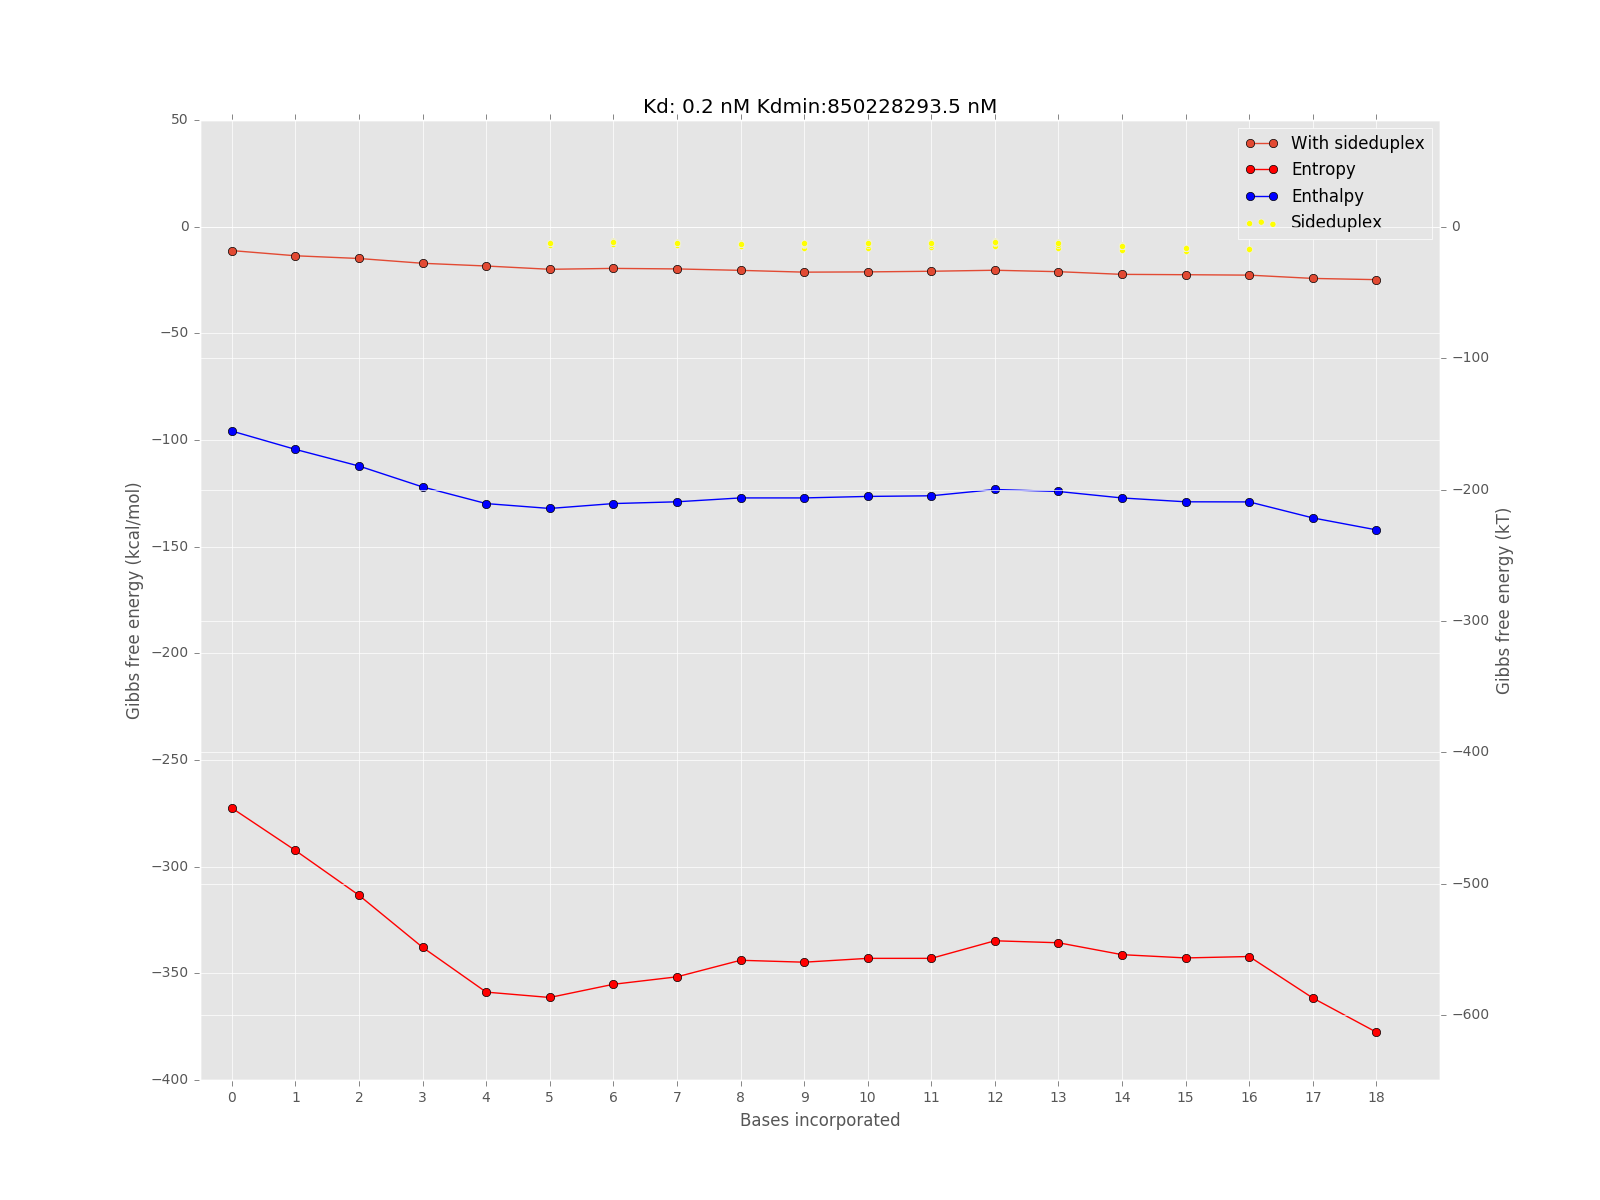 Kd: 0.2 nM Kdmin:850228293.5 nM
With sideduplex
Entropy
Enthalpy
Sideduplex
50
0
−50
−100
−150
−200
−250
−300
−350
−400
Gibbs free energy (kcal/mol)
0
−100
−200
−300
−400
−500
−600
Gibbs free energy (kT)
0 1 2 3 4 5 6 7 8 9 10 11 12 13 14 15 16 17 18
Bases incorporated